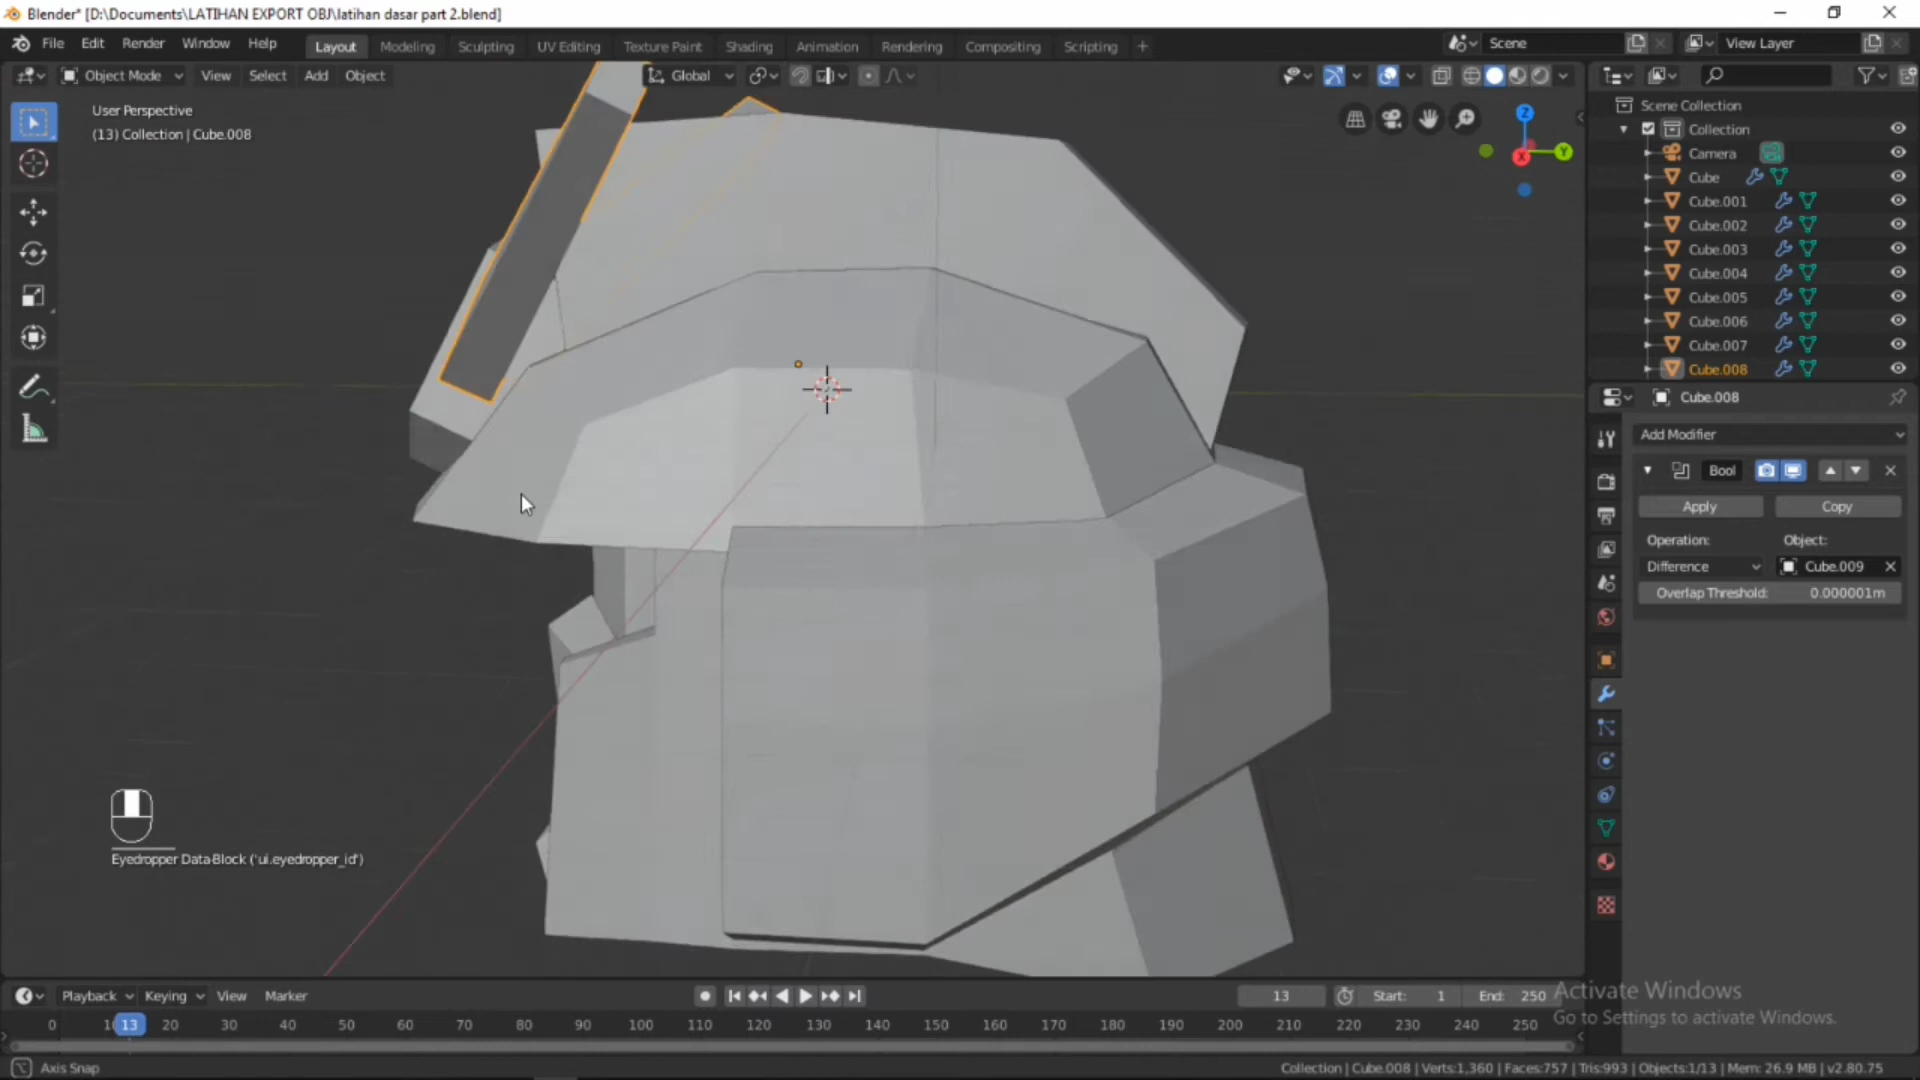 Blender* [D:\Documents\LATIHAN EXPORT OBJ\latihan dasar part 2.blend]
File Edit Render Window Help Layout Modeling Sculpting UV Editing Texture Paint Shading Animation Rendering Compositing Scripting + Scene View Layer
Object Mode View Select Add Object Global
User Perspective
(13) Collection | Cube.008
Z
Y
X
Scene Collection
Collection
Camera
Cube
Cube.001
Cube.002
Cube.003
Cube.004
Cube.005
Cube.006
Cube.007
Cube.008
Cube.008
Add Modifier
Bool
Apply Copy
Operation: Object:
Difference Cube.009
Overlap Threshold: 0.000001m
Eyedropper Data-Block ('ui.eyedropper_id')
Playback Keying View Marker 13 Start: 1 End: 250
0 13 20 30 40 50 60 70 80 90 100 110 120 130 140 150 160 170 180 190 200 210 220 230 240 250
Activate Windows
Go to Settings to activate Windows.
Axis Snap
Collection | Cube.008 | Verts:1,360 | Faces:757 | Tris:993 | Objects:1/13 | Mem: 26.9 MB | v2.80.75